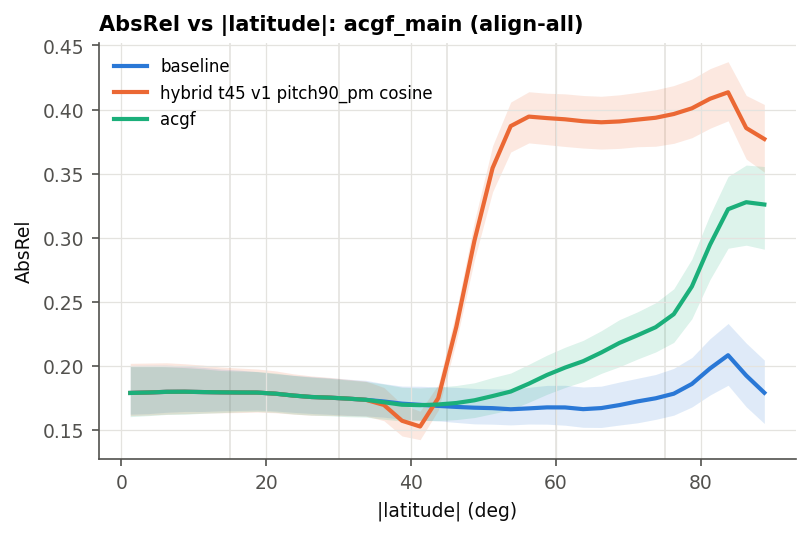 AbsRel vs |latitude|: acgf_main (align-all)
0.45
0.40
0.35
0.30
0.25
0.20
0.15
AbsRel
baseline
hybrid t45 v1 pitch90_pm cosine
acgf
0 20 40 60 80
|latitude| (deg)